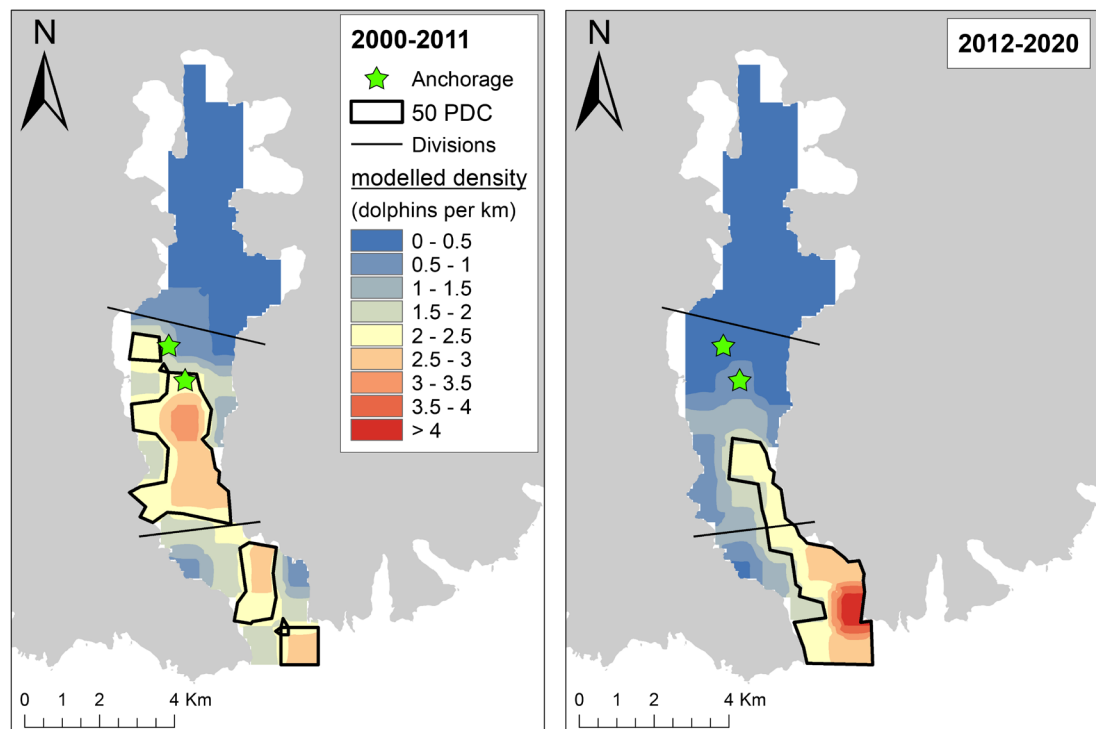 N
2000-2011
Anchorage
50 PDC
Divisions
modelled density
(dolphins per km)
0 - 0.5
0.5 - 1
1 - 1.5
1.5 - 2
2 - 2.5
2.5 - 3
3 - 3.5
3.5 - 4
> 4
0 1 2 4 Km
N
2012-2020
0 1 2 4 Km